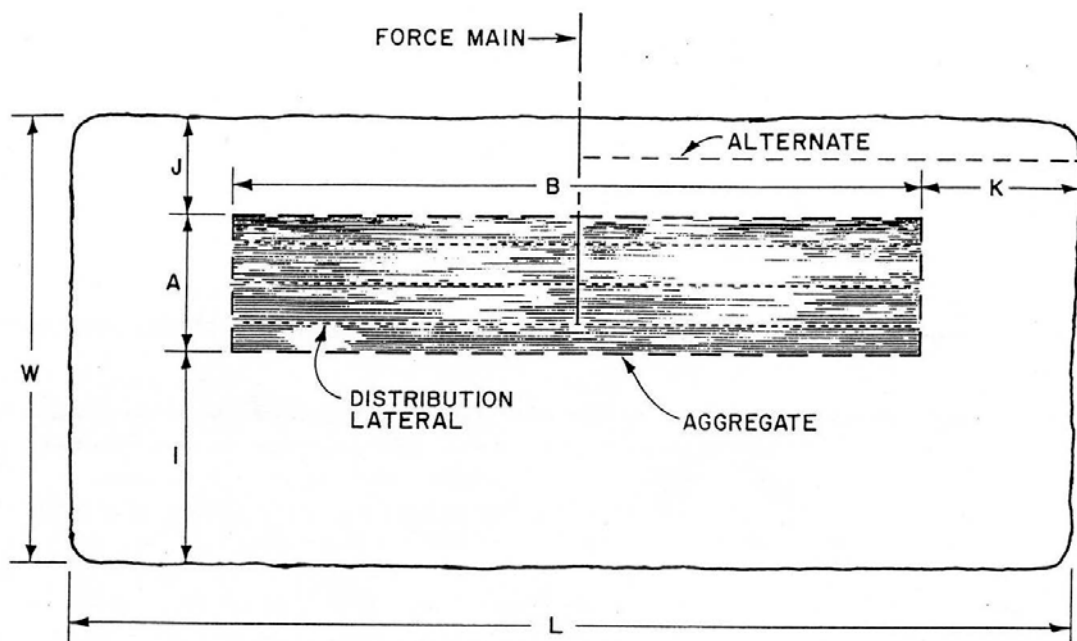 FORCE MAIN
ALTERNATE
J
B
K
A
W
DISTRIBUTION
LATERAL
AGGREGATE
I
L